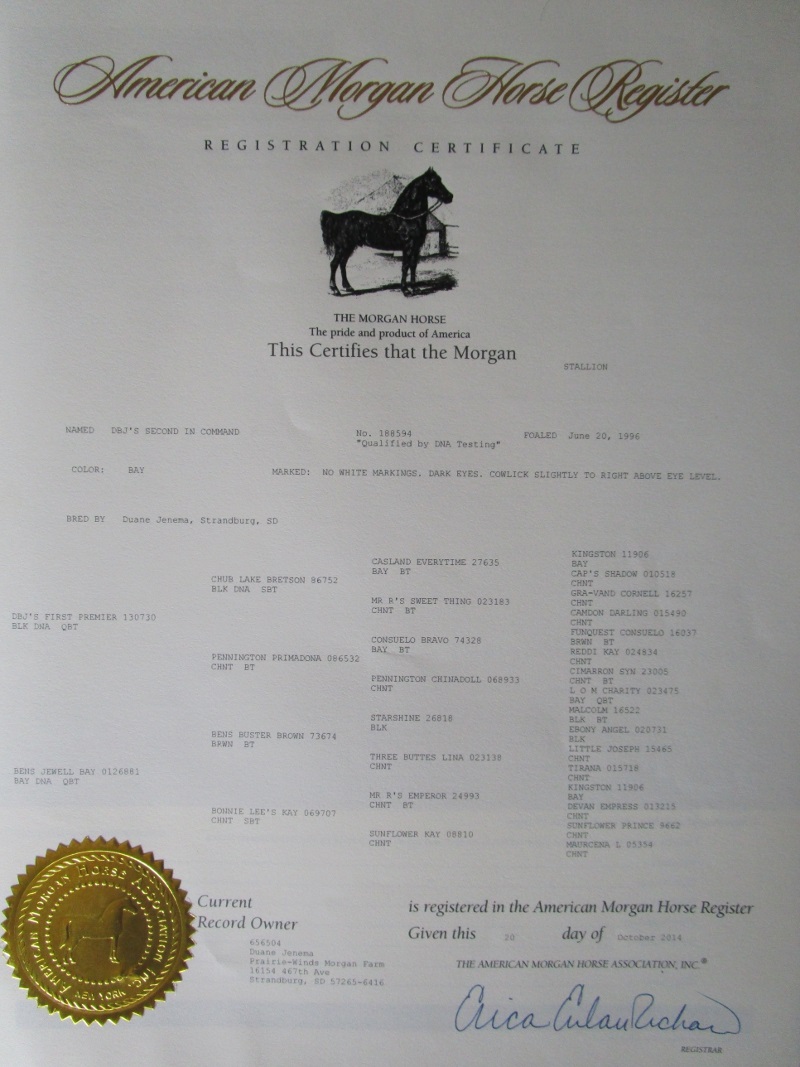 American Morgan Horse Register
REGISTRATION CERTIFICATE
THE MORGAN HORSE
The pride and product of America
This Certifies that the Morgan
STALLION
NAMED DBJ'S SECOND IN COMMAND
No. 188594
"Qualified by DNA Testing"
FOALED June 20, 1996
COLOR: BAY
MARKED: NO WHITE MARKINGS. DARK EYES. COWLICK SLIGHTLY TO RIGHT ABOVE EYE LEVEL.
BRED BY Duane Jenema, Strandburg, SD
DBJ'S FIRST PREMIER 130730
BLK DNA QBT
BENS JEWELL BAY 0126881
BAY DNA QBT
CHUB LAKE BRETSON 86752
BLK DNA SBT
PENNINGTON PRIMADONA 086532
CHNT BT
BENS BUSTER BROWN 73674
BRWN BT
BONNIE LEE'S KAY 069707
CHNT SBT
CASLAND EVERYTIME 27635
BAY BT
MR R'S SWEET THING 023183
CHNT BT
CONSUELO BRAVO 74328
BAY BT
PENNINGTON CHINADOLL 068933
CHNT
STARSHINE 26818
BLK
THREE BUTTES LINA 023138
CHNT
MR R'S EMPEROR 24993
CHNT BT
SUNFLOWER KAY 08810
CHNT
KINGSTON 11906
BAY
CAP'S SHADOW 010518
CHNT
GRA-VAND CORNELL 16257
CHNT
CAMDON DARLING 015490
CHNT
FUNQUEST CONSUELO 16037
BRWN BT
REDDI KAY 024834
CHNT
CIMARRON SYN 23005
CHNT BT
L O M CHARITY 023475
BAY QBT
MALCOLM 16522
BLK BT
EBONY ANGEL 020731
BLK
LITTLE JOSEPH 15465
CHNT
TIRANA 015718
CHNT
KINGSTON 11906
BAY
DEVAN EMPRESS 013215
CHNT
SUNFLOWER PRINCE 9662
CHNT
MAURCENA L 05354
CHNT
AMERICAN MORGAN HORSE ASSOCIATION, INC.
NEW YORK
Current
Record Owner
656504
Duane Jenema
Prairie-Winds Morgan Farm
16154 467th Ave
Strandburg, SD 57265-6416
is registered in the American Morgan Horse Register
Given this 20 day of October 2014
THE AMERICAN MORGAN HORSE ASSOCIATION, INC.®
REGISTRAR